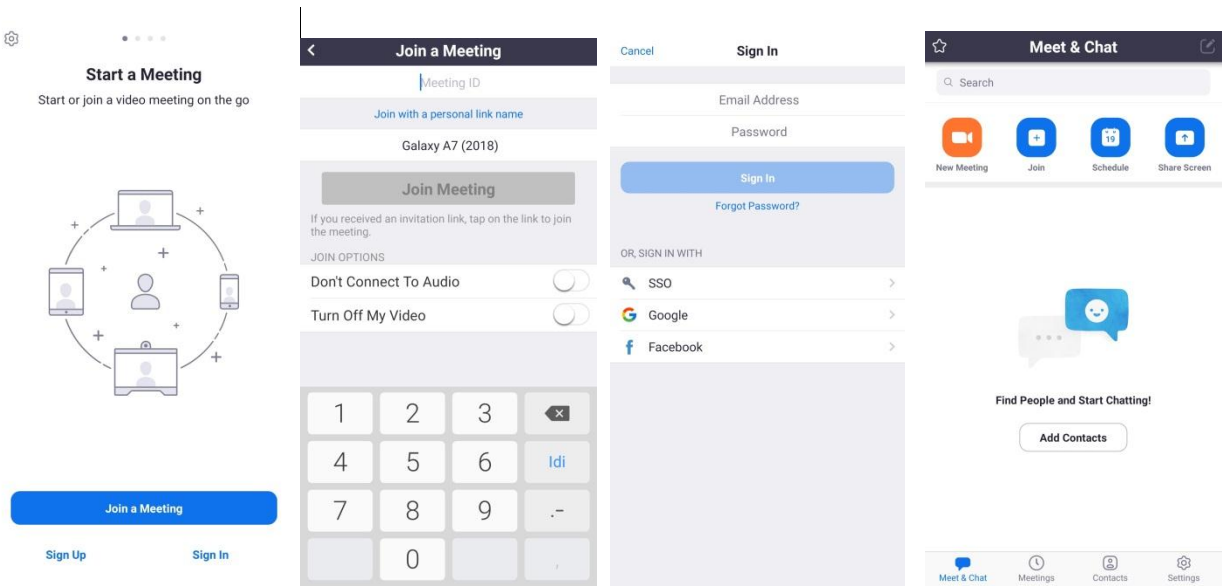 Start a Meeting
Start or join a video meeting on the go
Join a Meeting
Sign Up
Sign In
Join a Meeting
Meeting ID
Join with a personal link name
Galaxy A7 (2018)
Join Meeting
If you received an invitation link, tap on the link to join
the meeting.
JOIN OPTIONS
Don't Connect To Audio
Turn Off My Video
1 2 3
4 5 6 Idi
7 8 9 .-
0 ,
Cancel
Sign In
Email Address
Password
Sign In
Forgot Password?
OR, SIGN IN WITH
SSO
Google
Facebook
Meet & Chat
Search
19
New Meeting Join Schedule Share Screen
Find People and Start Chatting!
Add Contacts
Meet & Chat Meetings Contacts Settings